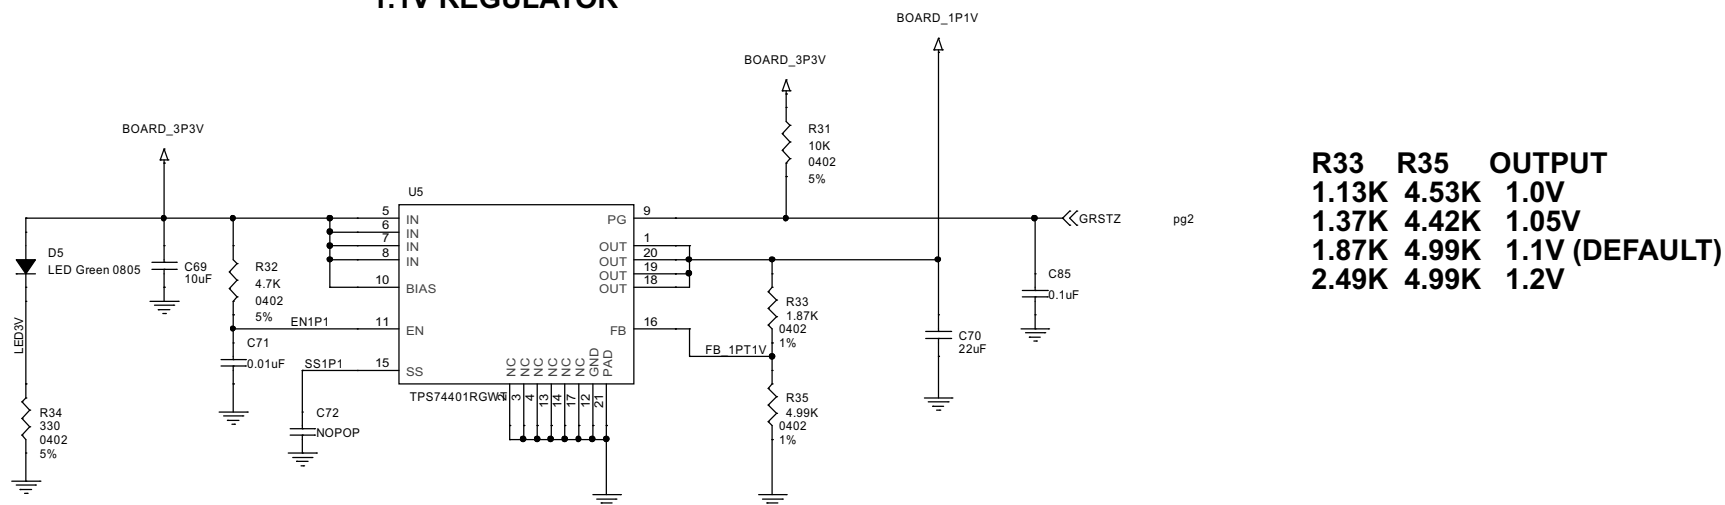 1.1V REGULATOR
BOARD_1P1V
BOARD_3P3V
BOARD_3P3V
R31
10K
0402
5%
U5
D5
LED Green 0805
LED3V
R34
330
0402
5%
C69
10uF
R32
4.7K
0402
5%
EN1P1
C71
0.01uF
SS1P1
C72
NOPOP
5 IN
6 IN
7 IN
8 IN
10 BIAS
11 EN
15 SS
PG 9
OUT 1
OUT 20
OUT 19
OUT 18
FB 16
NC NC NC NC NC NC GND PAD
2 3 4 13 14 17 12 21
TPS74401RGWT
FB_1PT1V
R33
1.87K
0402
1%
R35
4.99K
0402
1%
C70
22uF
GRSTZ
pg2
C85
0.1uF
R33 R35 OUTPUT
1.13K 4.53K 1.0V
1.37K 4.42K 1.05V
1.87K 4.99K 1.1V (DEFAULT)
2.49K 4.99K 1.2V